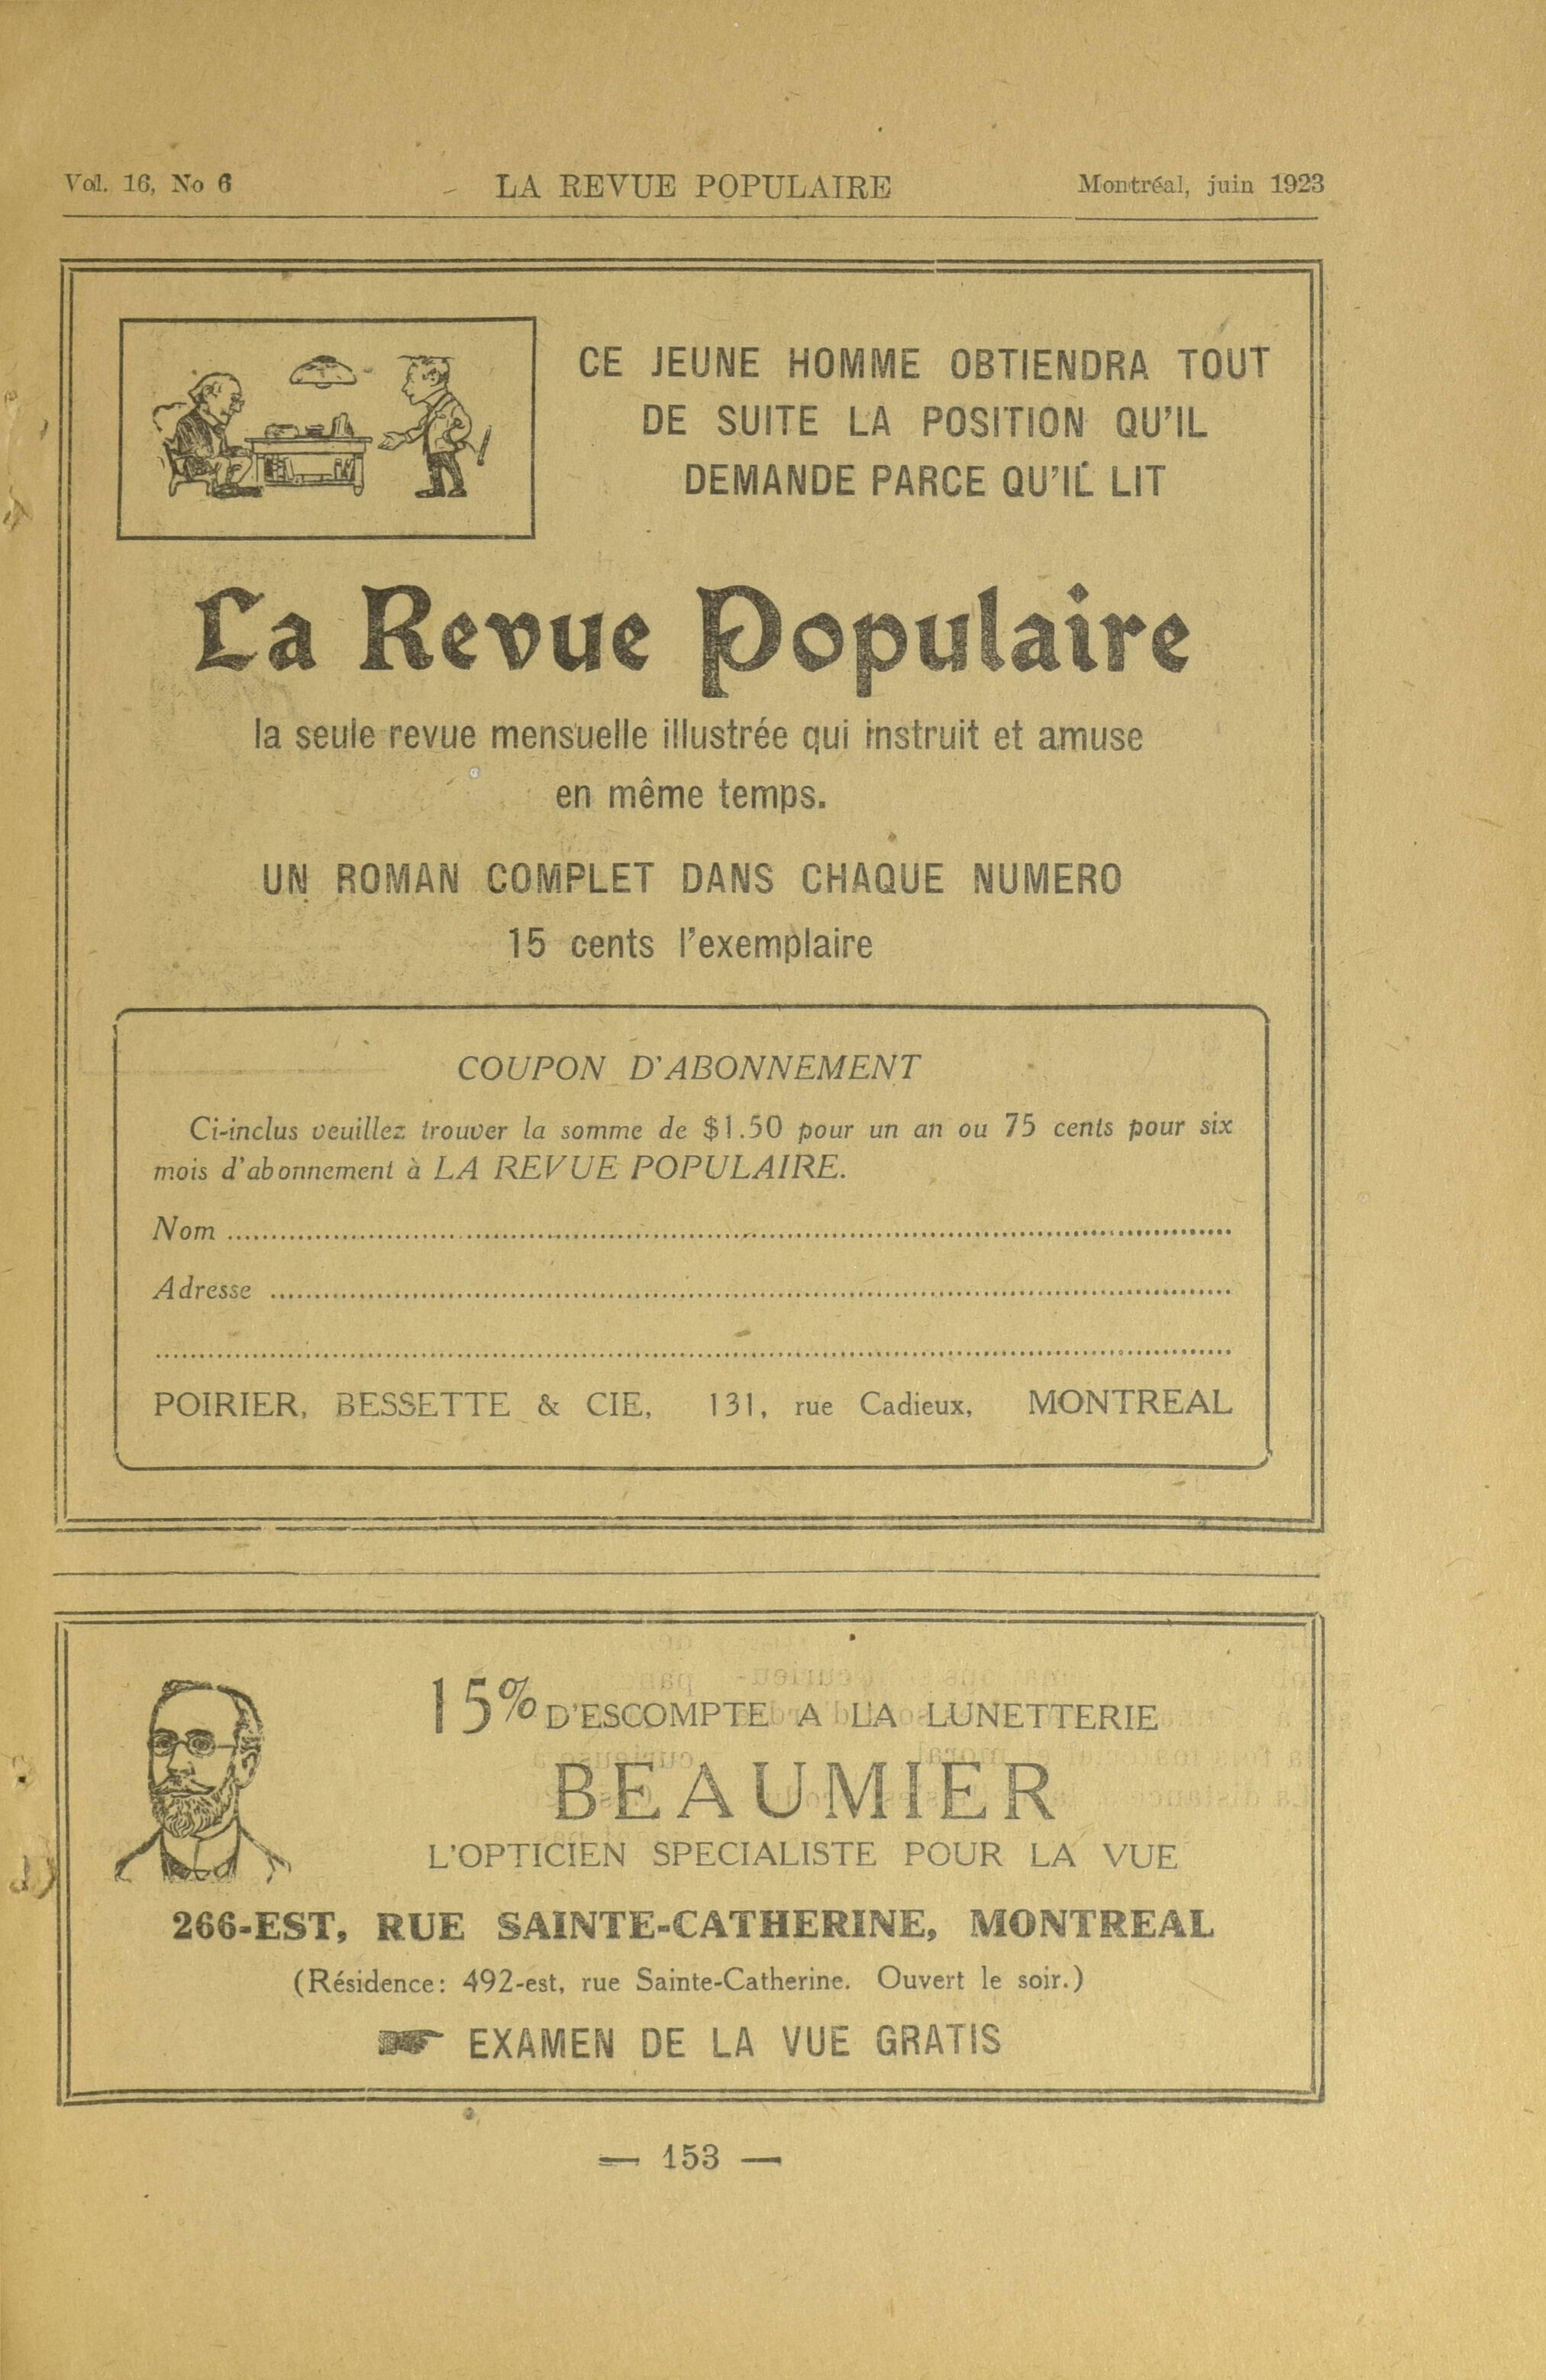 Vol. 16, No 6 LA REVUE POPULAIRE Montréal, juin 1923
CE JEUNE HOMME OBTIENDRA TOUT
DE SUITE LA POSITION QU'IL
DEMANDE PARCE QU'IL LIT
La Revue Populaire
la seule revue mensuelle illustrée qui instruit et amuse
en même temps.
UN ROMAN COMPLET DANS CHAQUE NUMERO
15 cents l'exemplaire
COUPON D'ABONNEMENT
Ci-inclus veuillez trouver la somme de $1.50 pour un an ou 75 cents pour six
mois d'abonnement à LA REVUE POPULAIRE.
Nom
Adresse
POIRIER, BESSETTE & CIE, 131, rue Cadieux, MONTREAL
15% D'ESCOMPTE A LA LUNETTERIE
BEAUMIER
L'OPTICIEN SPECIALISTE POUR LA VUE
266-EST, RUE SAINTE-CATHERINE, MONTREAL
(Résidence: 492-est, rue Sainte-Catherine. Ouvert le soir.)
☛ EXAMEN DE LA VUE GRATIS
— 153 —